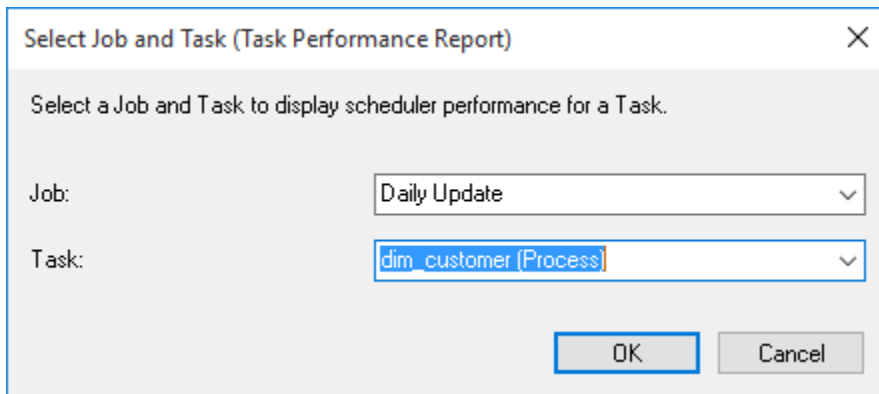 Select Job and Task (Task Performance Report)
Select a Job and Task to display scheduler performance for a Task.
Job: Daily Update
Task: dim_customer (Process)
OK Cancel